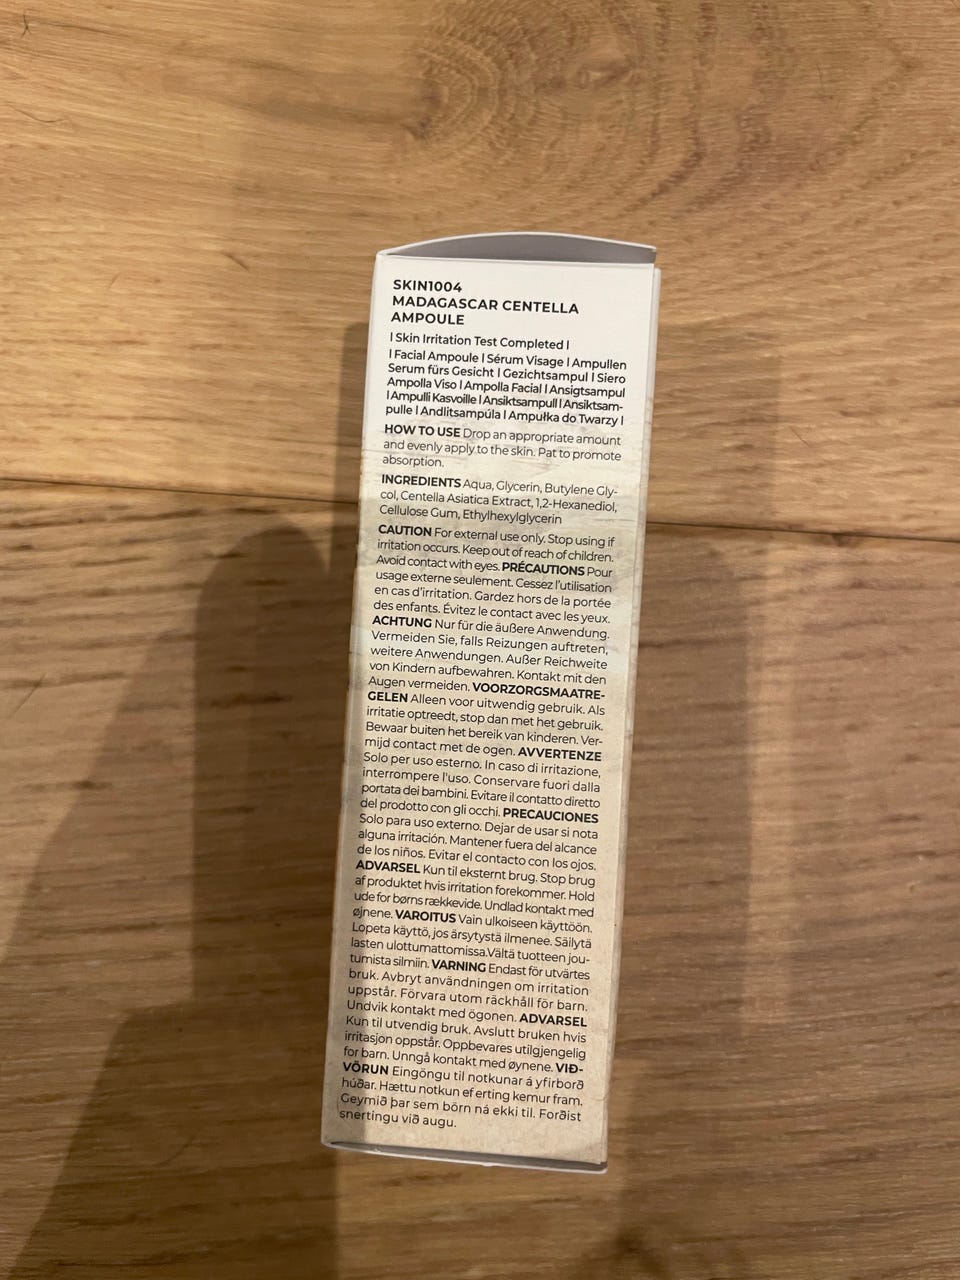 SKIN1004
MADAGASCAR CENTELLA
AMPOULE
I Skin Irritation Test Completed I
I Facial Ampoule I Sérum Visage I Ampullen
Serum fürs Gesicht I Gezichtsampul I Siero
Ampolla Viso I Ampolla Facial I Ansigtsampul
I Ampulli Kasvoille I Ansiktsampull I Ansiktsam-
pulle I Andlitsampúla I Ampułka do Twarzy I
HOW TO USE Drop an appropriate amount
and evenly apply to the skin. Pat to promote
absorption.
INGREDIENTS Aqua, Glycerin, Butylene Gly-
col, Centella Asiatica Extract, 1,2-Hexanediol,
Cellulose Gum, Ethylhexylglycerin
CAUTION For external use only. Stop using if
irritation occurs. Keep out of reach of children.
Avoid contact with eyes. PRÉCAUTIONS Pour
usage externe seulement. Cessez l'utilisation
en cas d'irritation. Gardez hors de la portée
des enfants. Évitez le contact avec les yeux.
ACHTUNG Nur für die äußere Anwendung.
Vermeiden Sie, falls Reizungen auftreten,
weitere Anwendungen. Außer Reichweite
von Kindern aufbewahren. Kontakt mit den
Augen vermeiden. VOORZORGSMAATRE-
GELEN Alleen voor uitwendig gebruik. Als
irritatie optreedt, stop dan met het gebruik.
Bewaar buiten het bereik van kinderen. Ver-
mijd contact met de ogen. AVVERTENZE
Solo per uso esterno. In caso di irritazione,
interrompere l'uso. Conservare fuori dalla
portata dei bambini. Evitare il contatto diretto
del prodotto con gli occhi. PRECAUCIONES
Solo para uso externo. Dejar de usar si nota
alguna irritación. Mantener fuera del alcance
de los niños. Evitar el contacto con los ojos.
ADVARSEL Kun til eksternt brug. Stop brug
af produktet hvis irritation forekommer. Hold
ude for børns rækkevide. Undlad kontakt med
øjnene. VAROITUS Vain ulkoiseen käyttöön.
Lopeta käyttö, jos ärsytystä ilmenee. Säilytä
lasten ulottumattomissa.Vältä tuotteen jou-
tumista silmiin. VARNING Endast för utvärtes
bruk. Avbryt användningen om irritation
uppstår. Förvara utom räckhåll för barn.
Undvik kontakt med ögonen. ADVARSEL
Kun til utvendig bruk. Avslutt bruken hvis
irritasjon oppstår. Oppbevares utilgjengelig
for barn. Unngå kontakt med øynene. VIÐ-
VÖRUN Eingöngu til notkunar á yfirborð
húðar. Hættu notkun ef erting kemur fram.
Geymið þar sem börn ná ekki til. Forðist
snertingu við augu.